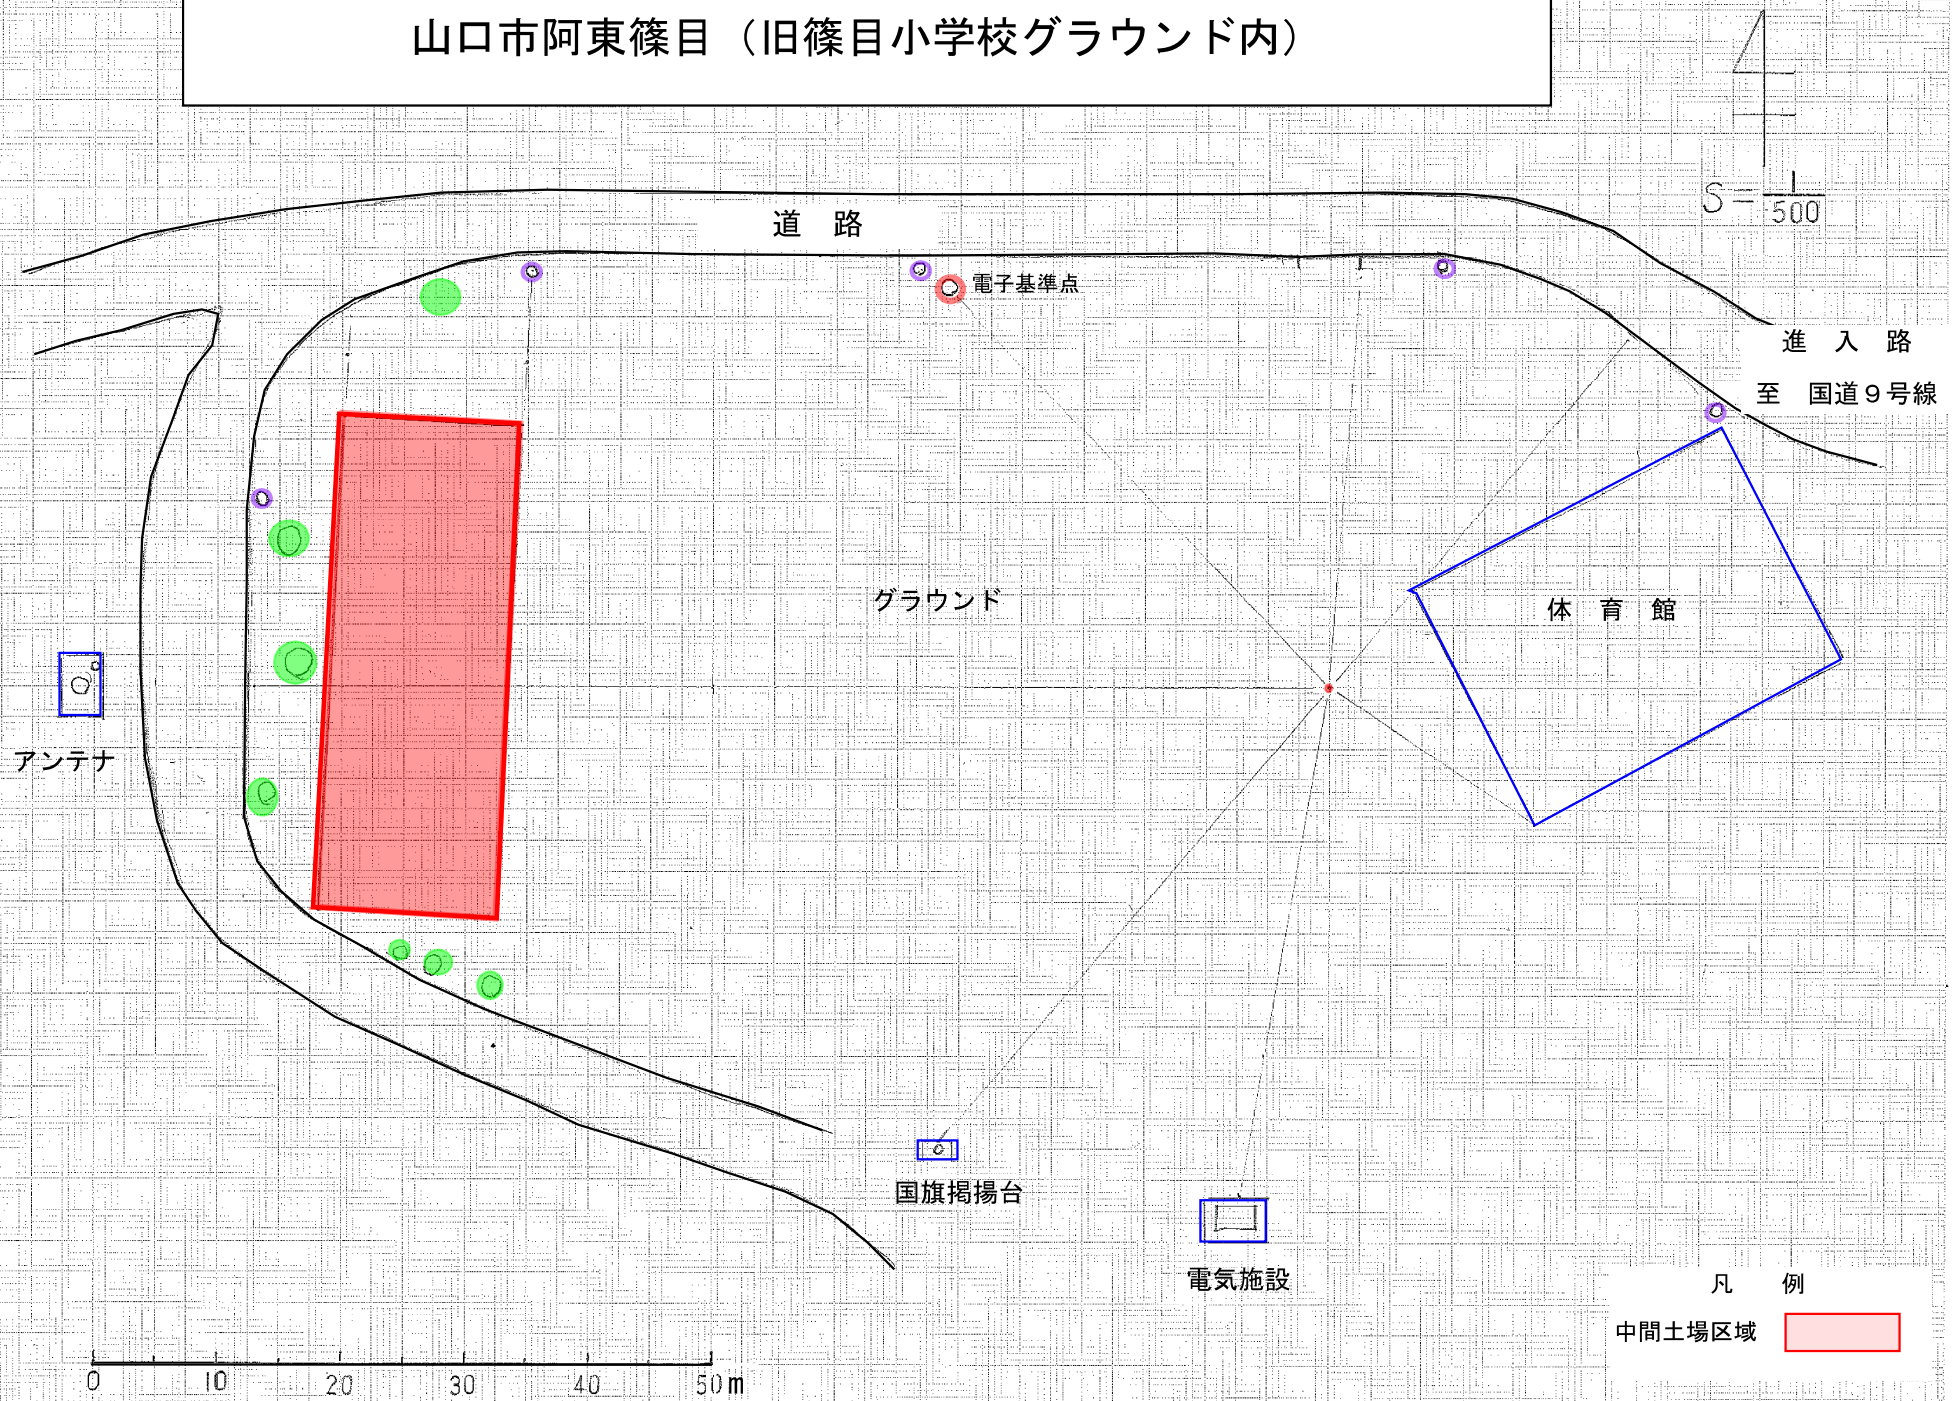 山口市阿東篠目（旧篠目小学校グラウンド内）
S=1/500
道　路
電子基準点
進　入　路
至　国道９号線
グラウンド
体　育　館
アンテナ
国旗掲揚台
電気施設
凡　　例
中間土場区域
0 10 20 30 40 50m